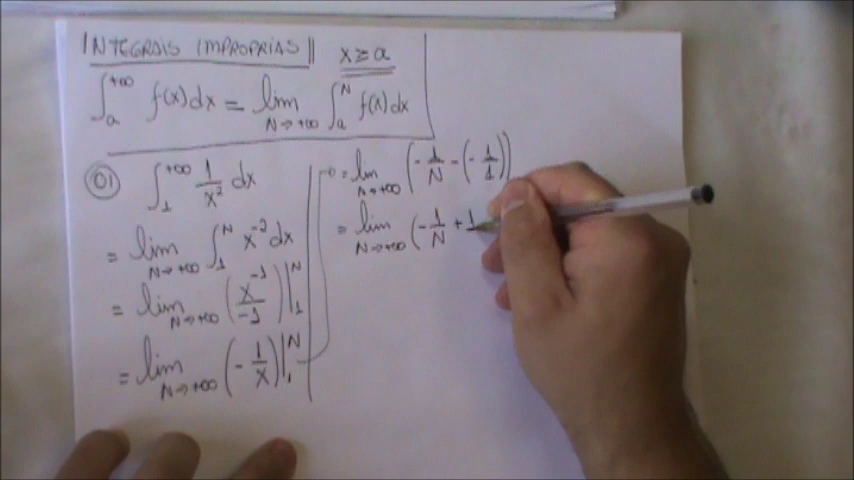 INTEGRAIS IMPROPRIAS x ≥ a
∫_a^{+∞} f(x)dx = lim_{N→+∞} ∫_a^N f(x)dx
01 ∫_1^{+∞} 1/x² dx
= lim_{N→+∞} ∫_1^N x^{-2} dx
= lim_{N→+∞} (x^{-1}/-1) |_1^N
= lim_{N→+∞} (-1/x) |_1^N
= lim_{N→+∞} (-1/N - (-1/1))
= lim_{N→+∞} (-1/N + 1